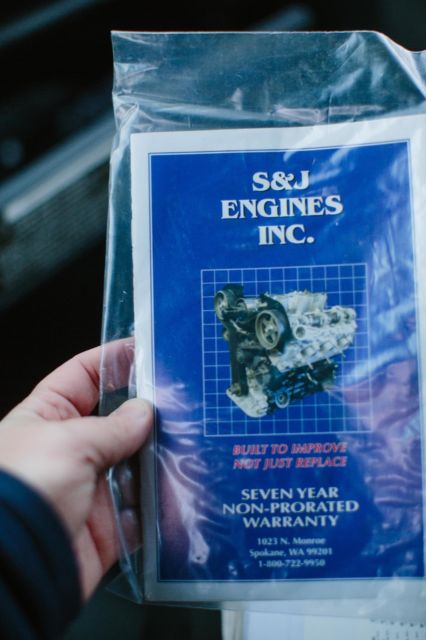 S&J
ENGINES
INC.
BUILT TO IMPROVE
NOT JUST REPLACE
SEVEN YEAR
NON-PRORATED
WARRANTY
1023 N. Monroe
Spokane, WA 99201
1-800-722-9950